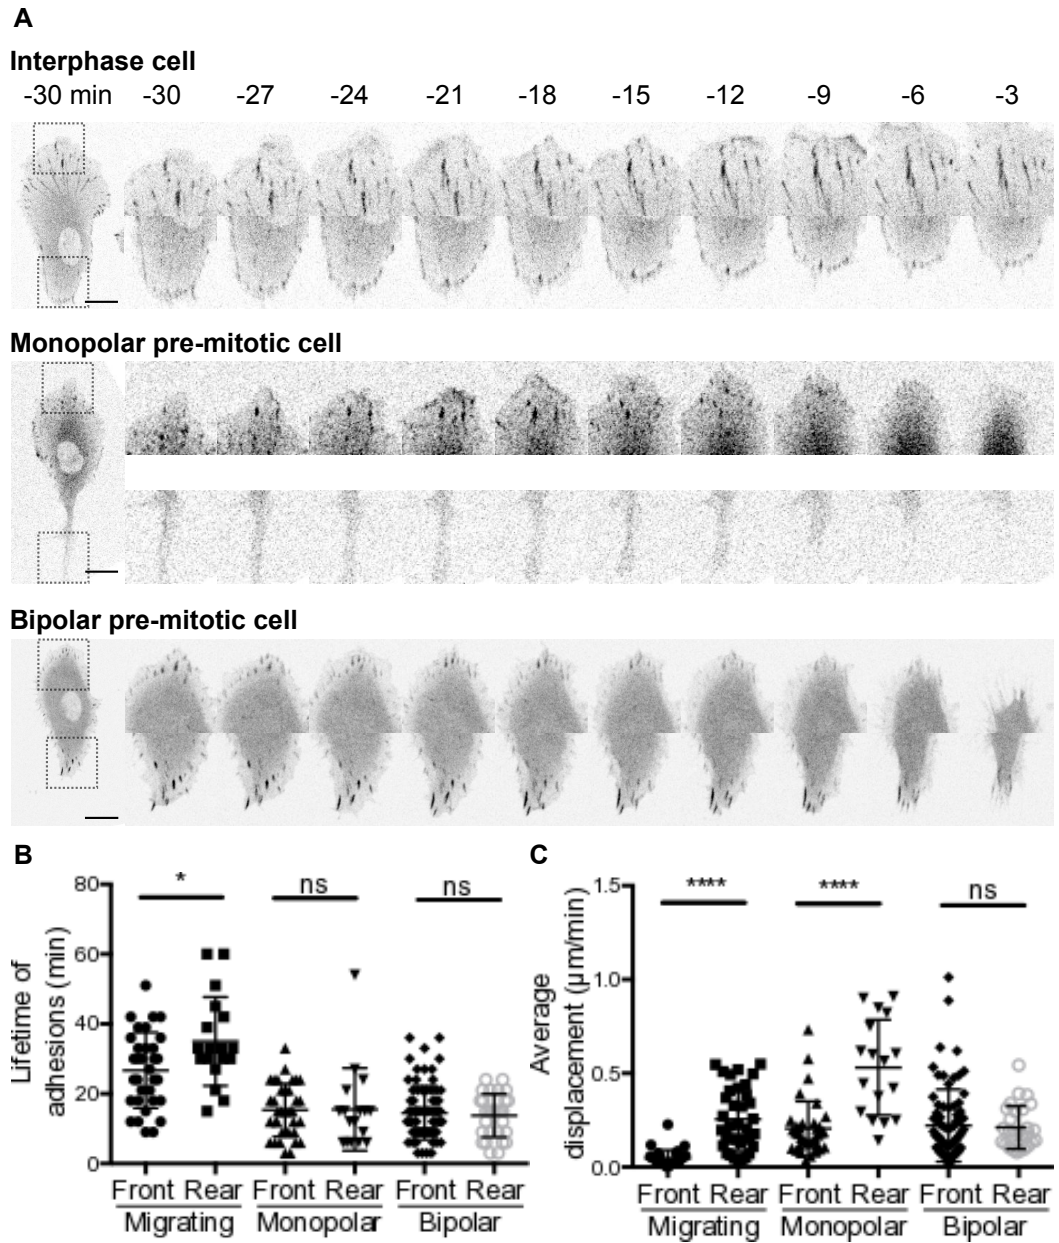 A
Interphase cell
-30 min -30 -27 -24 -21 -18 -15 -12 -9 -6 -3
Monopolar pre-mitotic cell
Bipolar pre-mitotic cell
B
Lifetime of
adhesions (min)
80
60
40
20
0
* ns ns
Front Rear Front Rear Front Rear
Migrating Monopolar Bipolar
C
Average
displacement (µm/min)
1.5
1.0
0.5
0.0
**** **** ns
Front Rear Front Rear Front Rear
Migrating Monopolar Bipolar